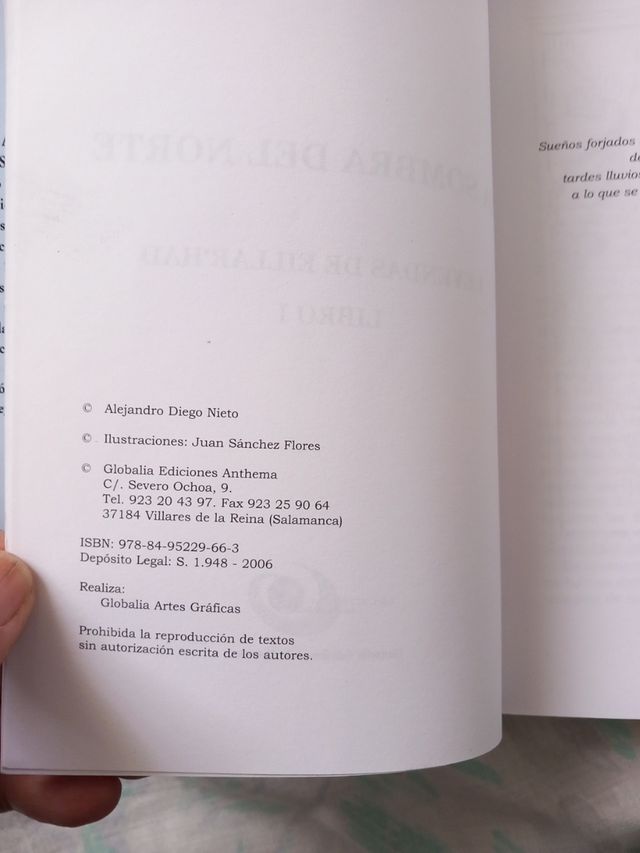 © Alejandro Diego Nieto
© Ilustraciones: Juan Sánchez Flores
© Globalia Ediciones Anthema
C/. Severo Ochoa, 9.
Tel. 923 20 43 97. Fax 923 25 90 64
37184 Villares de la Reina (Salamanca)
ISBN: 978-84-95229-66-3
Depósito Legal: S. 1.948 - 2006
Realiza:
Globalia Artes Gráficas
Prohibida la reproducción de textos
sin autorización escrita de los autores.
Sueños forjados
tardes
a lo que se